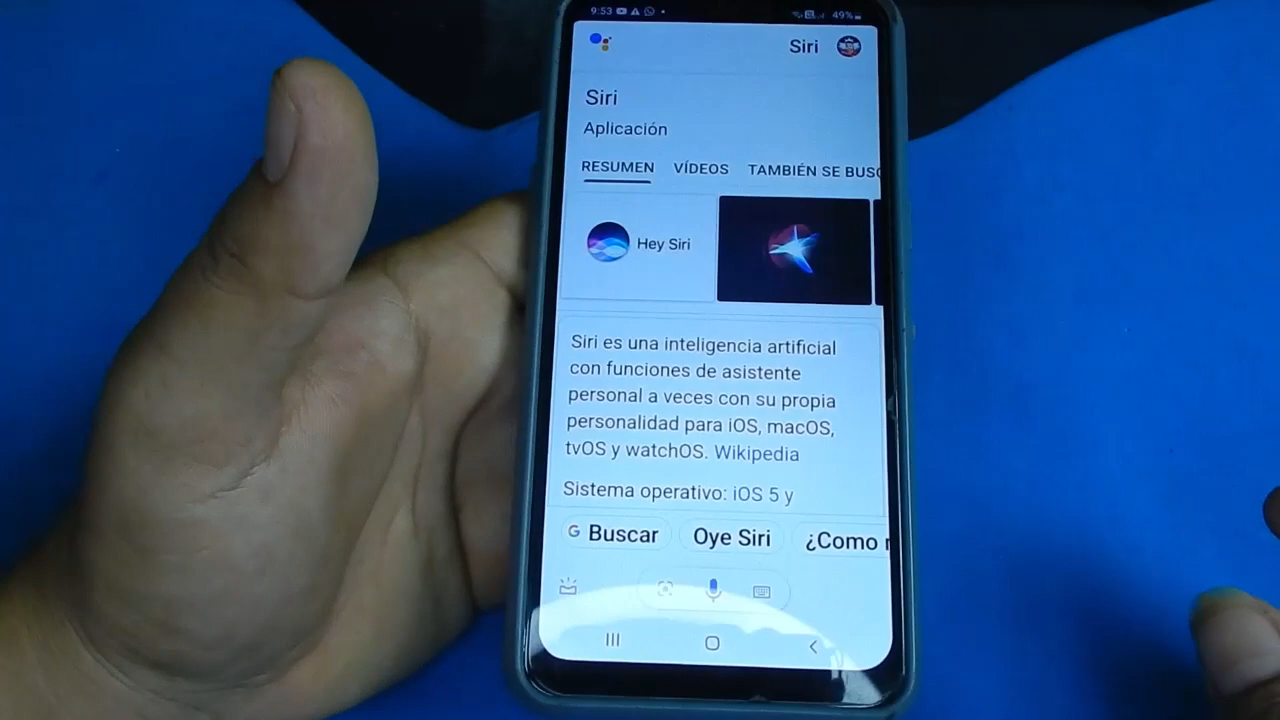 9:53
49%
Siri
Siri
Aplicación
RESUMEN VÍDEOS TAMBIÉN SE BUSC
Hey Siri
Siri es una inteligencia artificial
con funciones de asistente
personal a veces con su propia
personalidad para iOS, macOS,
tvOS y watchOS. Wikipedia
Sistema operativo: iOS 5 y
G Buscar
Oye Siri
¿Como